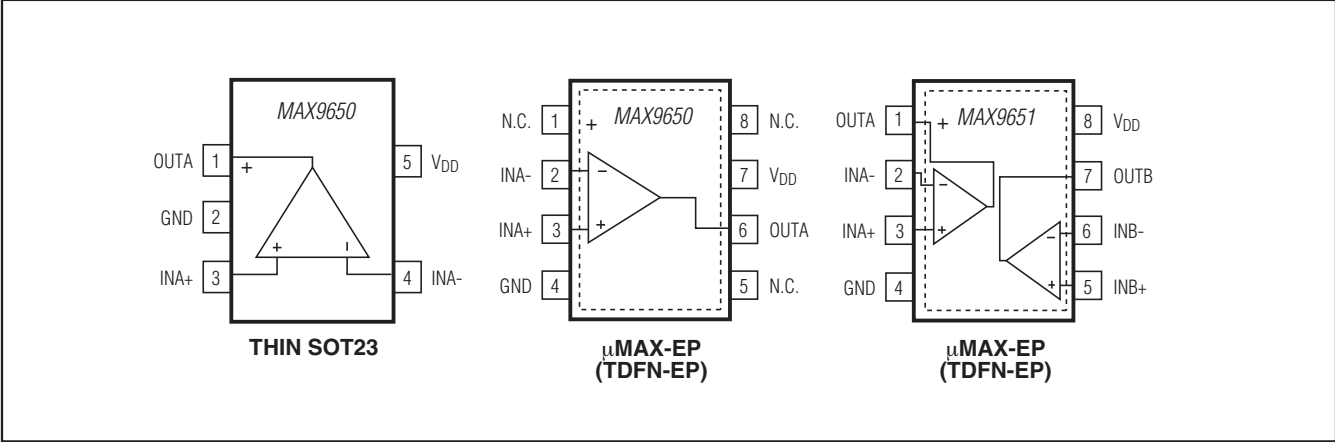 MAX9650
OUTA 1 +
5 VDD
GND 2
INA+ 3
4 INA-
+ −
THIN SOT23
MAX9650
N.C. 1 +
8 N.C.
INA- 2 −
7 VDD
INA+ 3 +
6 OUTA
GND 4
5 N.C.
μMAX-EP
(TDFN-EP)
MAX9651
OUTA 1 +
8 VDD
INA- 2 −
7 OUTB
INA+ 3 +
− 6 INB-
GND 4
+ 5 INB+
μMAX-EP
(TDFN-EP)